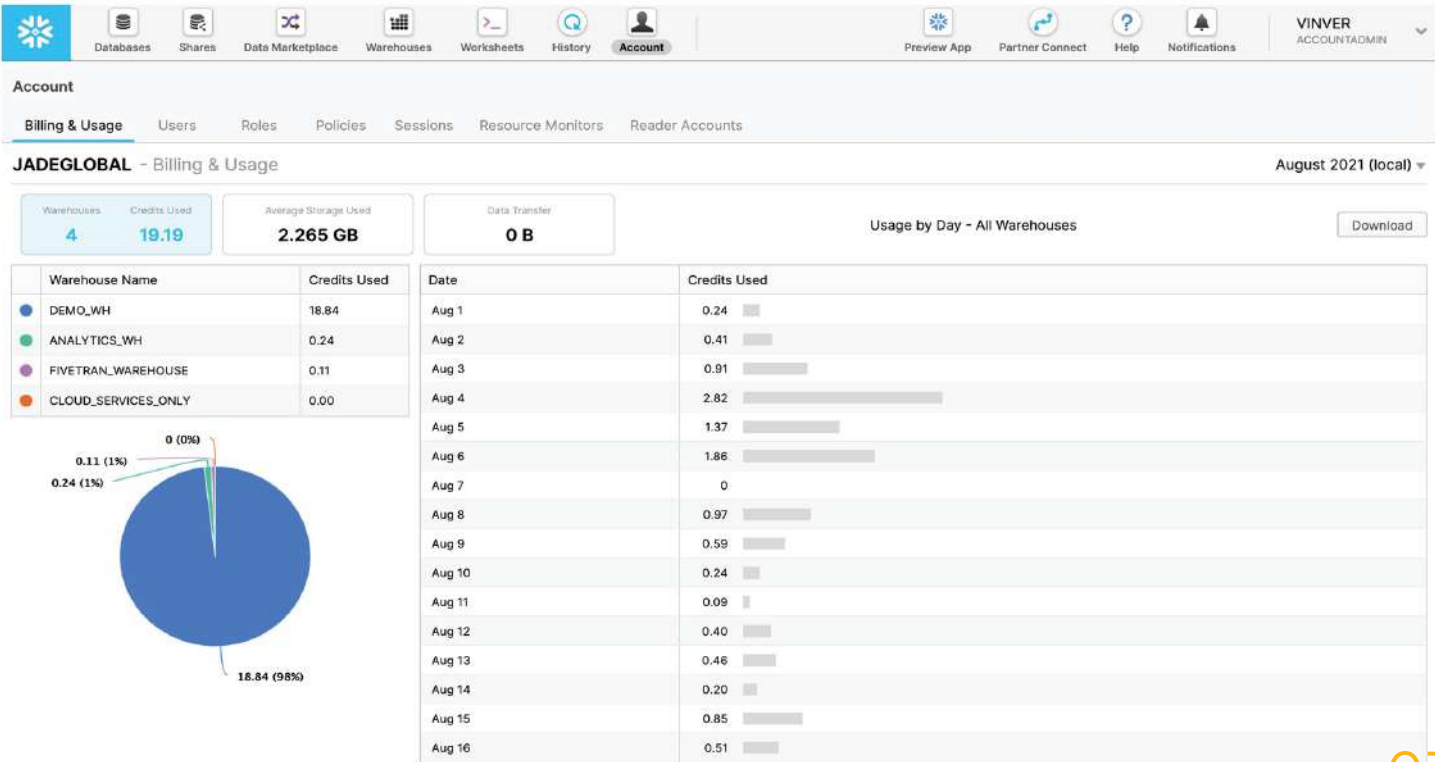 Databases Shares Data Marketplace Warehouses Worksheets History Account Preview App Partner Connect Help Notifications
VINVER
ACCOUNTADMIN
Account
Billing & Usage Users Roles Policies Sessions Resource Monitors Reader Accounts
JADEGLOBAL - Billing & Usage August 2021 (local)
Warehouses Credits Used Average Storage Used Data Transfer
4 19.19 2.265 GB 0 B Usage by Day - All Warehouses Download
Warehouse Name Credits Used Date Credits Used
DEMO_WH 18.84 Aug 1 0.24
ANALYTICS_WH 0.24 Aug 2 0.41
FIVETRAN_WAREHOUSE 0.11 Aug 3 0.91
CLOUD_SERVICES_ONLY 0.00 Aug 4 2.82
Aug 5 1.37
0 (0%) Aug 6 1.86
0.11 (1%)
0.24 (1%) Aug 7 0
Aug 8 0.97
Aug 9 0.59
Aug 10 0.24
Aug 11 0.09
Aug 12 0.40
Aug 13 0.46
18.84 (98%) Aug 14 0.20
Aug 15 0.85
Aug 16 0.51